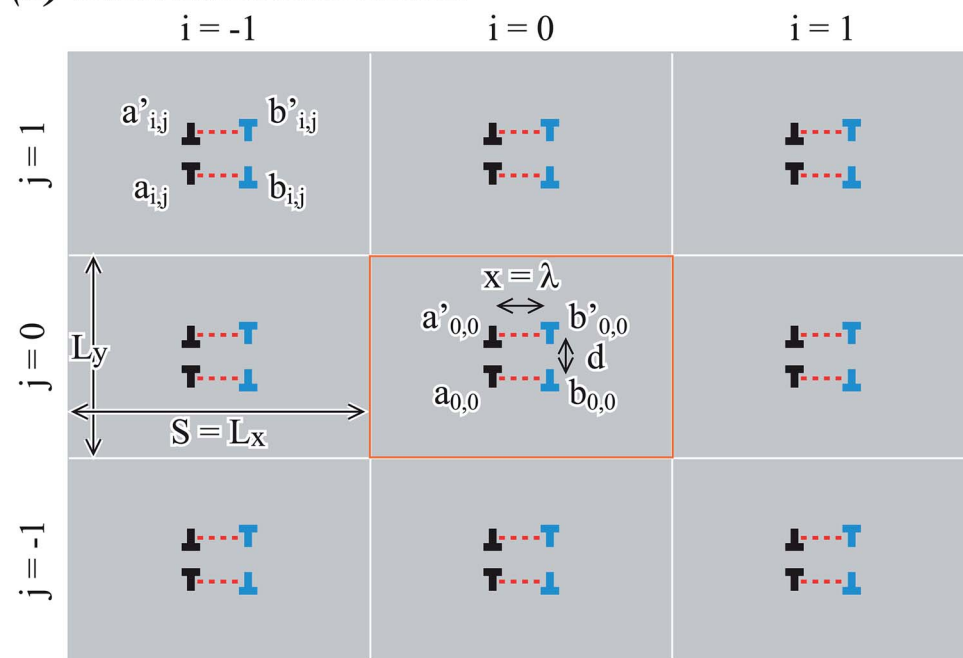 i = -1 i = 0 i = 1
j = 1
a'i,j b'i,j
ai,j bi,j
j = 0
Ly
S = Lx
x = λ
a'0,0 b'0,0
d
a0,0 b0,0
j = -1